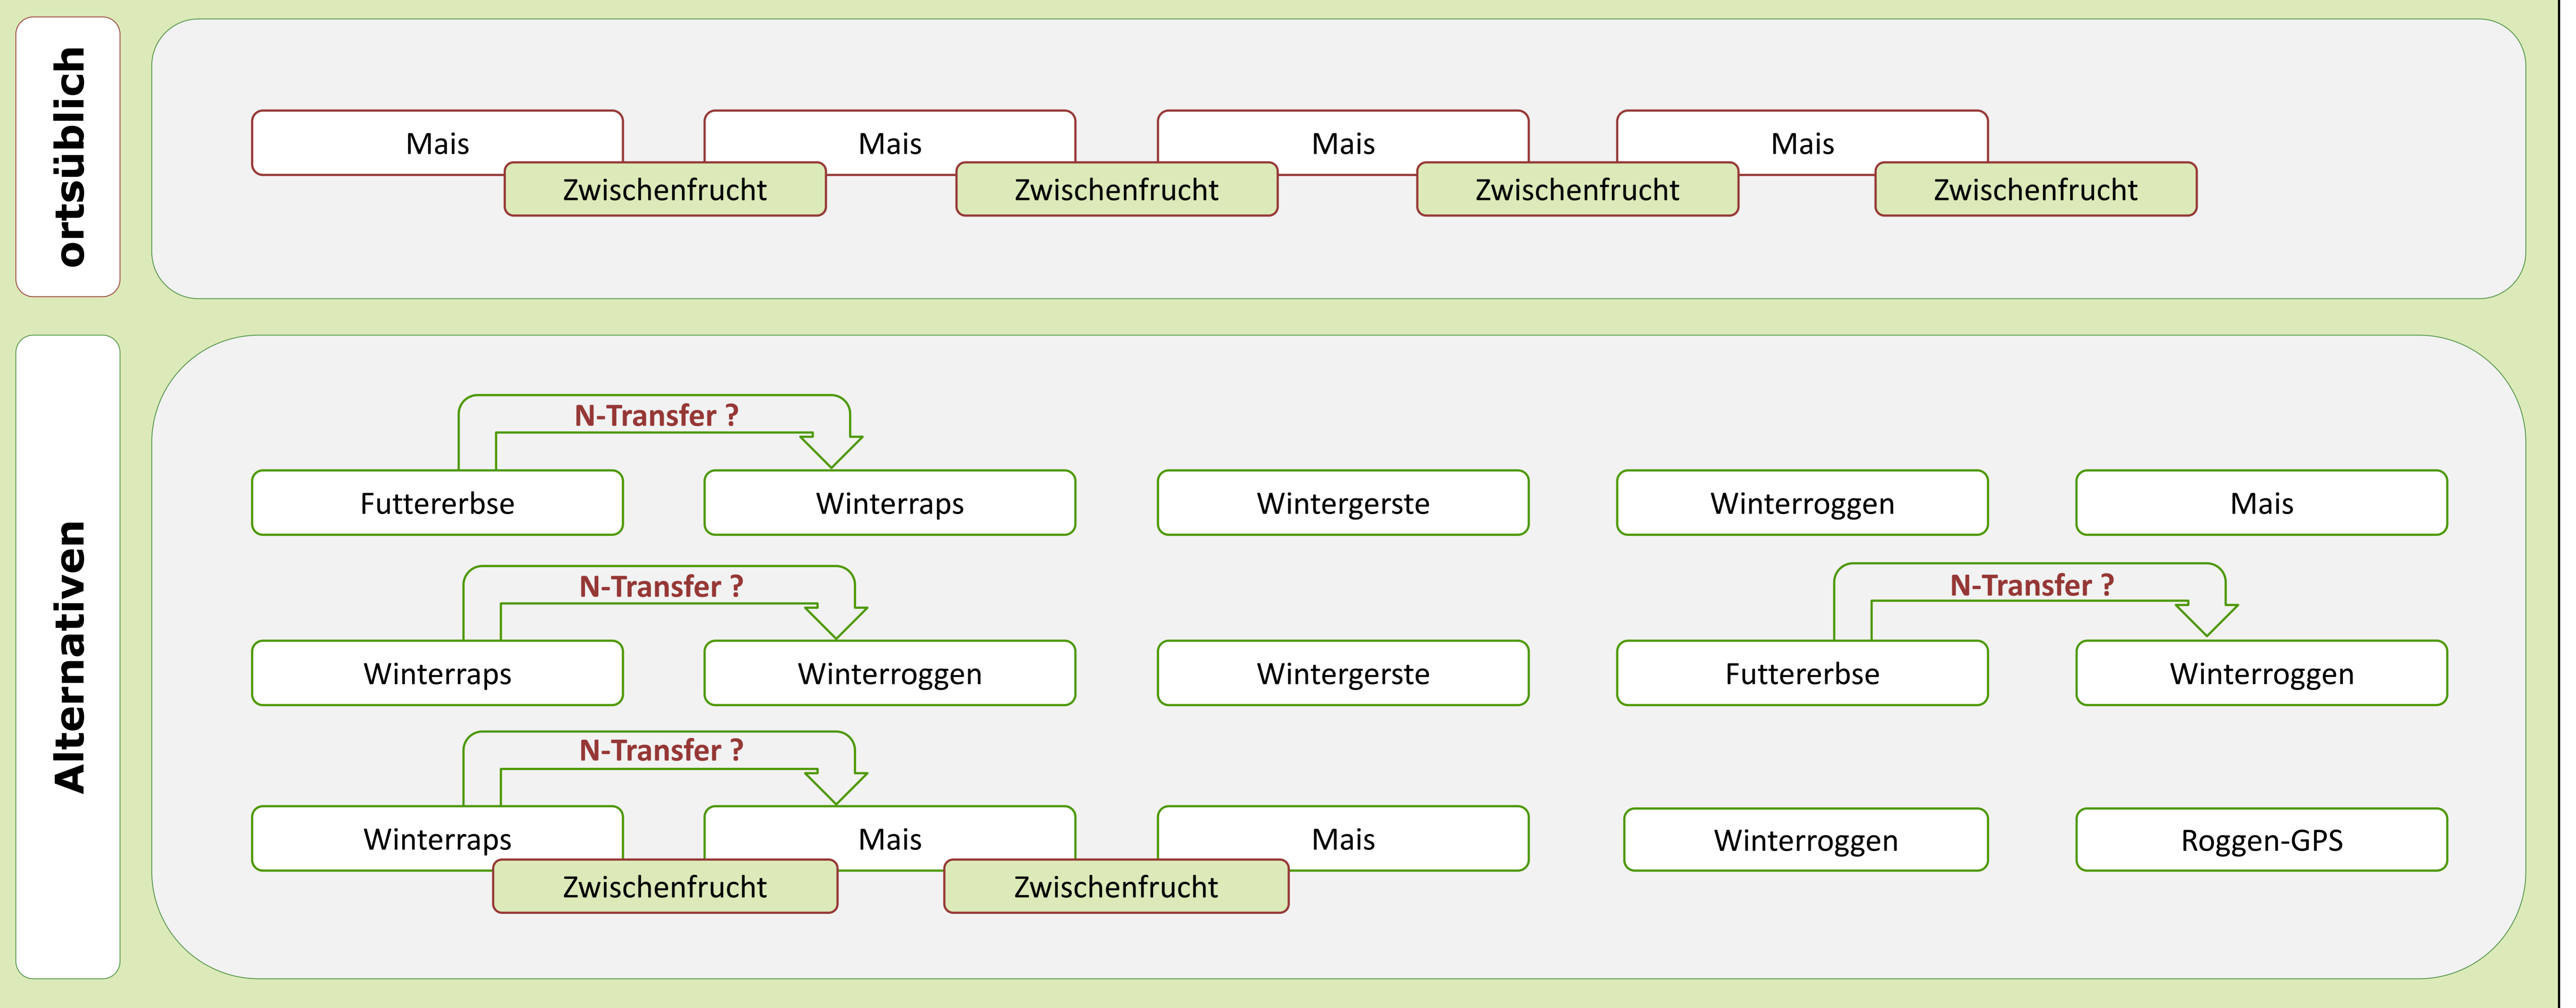 ortsüblich
Mais
Mais
Mais
Mais
Zwischenfrucht
Zwischenfrucht
Zwischenfrucht
Zwischenfrucht
Alternativen
N-Transfer ?
Futtererbse
Winterraps
Wintergerste
Winterroggen
Mais
N-Transfer ?
N-Transfer ?
Winterraps
Winterroggen
Wintergerste
Futtererbse
Winterroggen
N-Transfer ?
Winterraps
Mais
Mais
Winterroggen
Roggen-GPS
Zwischenfrucht
Zwischenfrucht